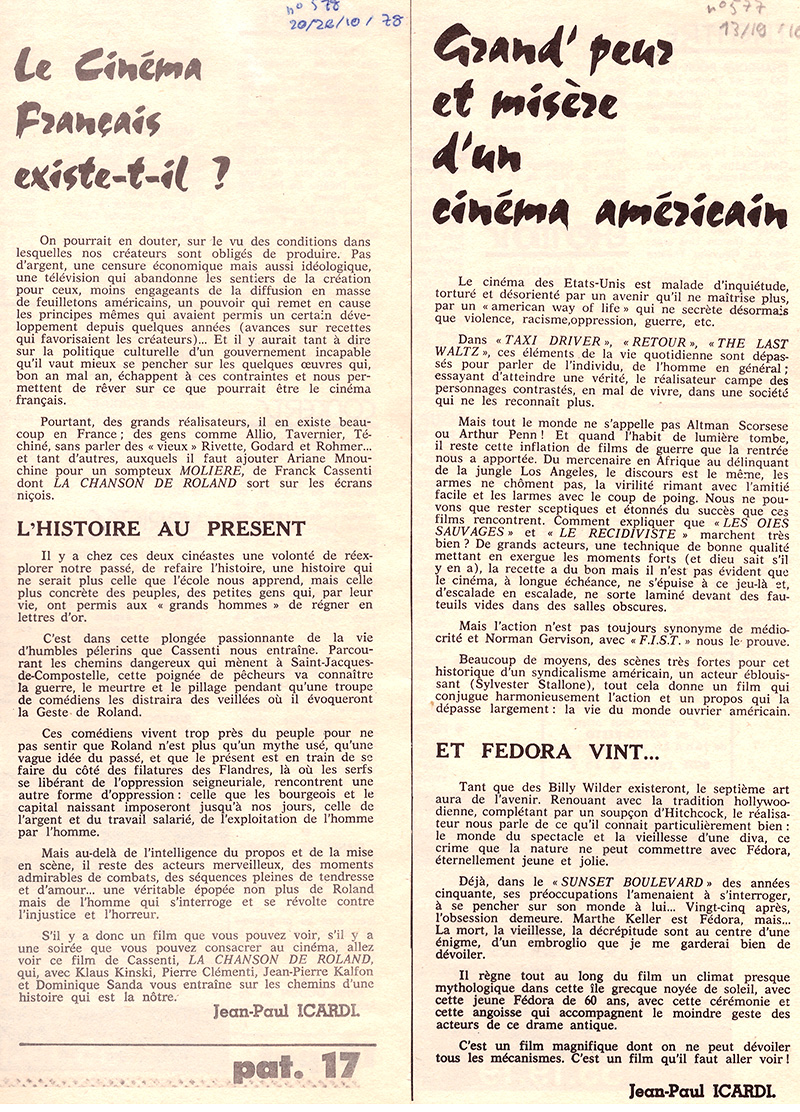 n° 578
20/26/10/78
Le Cinéma
Français
existe-t-il ?
On pourrait en douter, sur le vu des conditions dans
lesquelles nos créateurs sont obligés de produire. Pas
d'argent, une censure économique mais aussi idéologique,
une télévision qui abandonne les sentiers de la création
pour ceux, moins engageants de la diffusion en masse
de feuilletons américains, un pouvoir qui remet en cause
les principes mêmes qui avaient permis un certain déve-
loppement depuis quelques années (avances sur recettes
qui favorisaient les créateurs)... Et il y aurait tant à dire
sur la politique culturelle d'un gouvernement incapable
qu'il vaut mieux se pencher sur les quelques œuvres qui,
bon an mal an, échappent à ces contraintes et nous per-
mettent de rêver sur ce que pourrait être le cinéma
français.
Pourtant, des grands réalisateurs, il en existe beau-
coup en France ; des gens comme Allio, Tavernier, Té-
chiné, sans parler des « vieux » Rivette, Godard et Rohmer...
et tant d'autres, auxquels il faut ajouter Ariane Mnou-
chine pour un sompteux MOLIERE, de Franck Cassenti
dont LA CHANSON DE ROLAND sort sur les écrans
niçois.
L'HISTOIRE AU PRESENT
Il y a chez ces deux cinéastes une volonté de réex-
plorer notre passé, de refaire l'histoire, une histoire qui
ne serait plus celle que l'école nous apprend, mais celle
plus concrète des peuples, des petites gens qui, par leur
vie, ont permis aux « grands hommes » de régner en
lettres d'or.
C'est dans cette plongée passionnante de la vie
d'humbles pélerins que Cassenti nous entraîne. Parcou-
rant les chemins dangereux qui mènent à Saint-Jacques-
de-Compostelle, cette poignée de pêcheurs va connaître
la guerre, le meurtre et le pillage pendant qu'une troupe
de comédiens les distraira des veillées où il évoqueront
la Geste de Roland.
Ces comédiens vivent trop près du peuple pour ne
pas sentir que Roland n'est plus qu'un mythe usé, qu'une
vague idée du passé, et que le présent est en train de se
faire du côté des filatures des Flandres, là où les serfs
se libérant de l'oppression seigneuriale, rencontrent une
autre forme d'oppression : celle que les bourgeois et le
capital naissant imposeront jusqu'à nos jours, celle de
l'argent et du travail salarié, de l'exploitation de l'homme
par l'homme.
Mais au-delà de l'intelligence du propos et de la mise
en scène, il reste des acteurs merveilleux, des moments
admirables de combats, des séquences pleines de tendresse
et d'amour... une véritable épopée non plus de Roland
mais de l'homme qui s'interroge et se révolte contre
l'injustice et l'horreur.
S'il y a donc un film que vous pouvez voir, s'il y a
une soirée que vous pouvez consacrer au cinéma, allez
voir ce film de Cassenti, LA CHANSON DE ROLAND,
qui, avec Klaus Kinski, Pierre Clémenti, Jean-Pierre Kalfon
et Dominique Sanda vous entraîne sur les chemins d'une
histoire qui est la nôtre.
Jean-Paul ICARDI.
pat. 17
n° 577
13/19
Grand' peur
et misère
d'un
cinéma américain
Le cinéma des Etats-Unis est malade d'inquiétude,
torturé et désorienté par un avenir qu'il ne maîtrise plus,
par un « american way of life » qui ne secrète désormais
que violence, racisme,oppression, guerre, etc.
Dans « TAXI DRIVER », « RETOUR », « THE LAST
WALTZ », ces éléments de la vie quotidienne sont dépas-
sés pour parler de l'individu, de l'homme en général ;
essayant d'atteindre une vérité, le réalisateur campe des
personnages contrastés, en mal de vivre, dans une société
qui ne les reconnaît plus.
Mais tout le monde ne s'appelle pas Altman Scorsese
ou Arthur Penn ! Et quand l'habit de lumière tombe,
il reste cette inflation de films de guerre que la rentrée
nous a apportée. Du mercenaire en Afrique au délinquant
de la jungle Los Angeles, le discours est le même, les
armes ne chôment pas, la virilité rimant avec l'amitié
facile et les larmes avec le coup de poing. Nous ne pou-
vons que rester sceptiques et étonnés du succès que ces
films rencontrent. Comment expliquer que « LES OIES
SAUVAGES » et « LE RECIDIVISTE » marchent très
bien ? De grands acteurs, une technique de bonne qualité
mettant en exergue les moments forts (et dieu sait s'il
y en a), la recette a du bon mais il n'est pas évident que
le cinéma, à longue échéance, ne s'épuise à ce jeu-là et,
d'escalade en escalade, ne sorte laminé devant des fau-
teuils vides dans des salles obscures.
Mais l'action n'est pas toujours synonyme de médio-
crité et Norman Gervison, avec « F.I.S.T. » nous le prouve.
Beaucoup de moyens, des scènes très fortes pour cet
historique d'un syndicalisme américain, un acteur éblouis-
sant (Sylvester Stallone), tout cela donne un film qui
conjugue harmonieusement l'action et un propos qui la
dépasse largement : la vie du monde ouvrier américain.
ET FEDORA VINT...
Tant que des Billy Wilder existeront, le septième art
aura de l'avenir. Renouant avec la tradition hollywoo-
dienne, complétant par un soupçon d'Hitchcock, le réalisa-
teur nous parle de ce qu'il connait particulièrement bien :
le monde du spectacle et la vieillesse d'une diva, ce
crime que la nature ne peut commettre avec Fédora,
éternellement jeune et jolie.
Déjà, dans le « SUNSET BOULEVARD » des années
cinquante, ses préoccupations l'amenaient à s'interroger,
à se pencher sur son monde à lui... Vingt-cinq après,
l'obsession demeure. Marthe Keller est Fédora, mais...
La mort, la vieillesse, la décrépitude sont au centre d'une
énigme, d'un embroglio que je me garderai bien de
dévoiler.
Il règne tout au long du film un climat presque
mythologique dans cette île grecque noyée de soleil, avec
cette jeune Fédora de 60 ans, avec cette cérémonie et
cette angoisse qui accompagnent le moindre geste des
acteurs de ce drame antique.
C'est un film magnifique dont on ne peut dévoiler
tous les mécanismes. C'est un film qu'il faut aller voir !
Jean-Paul ICARDI.